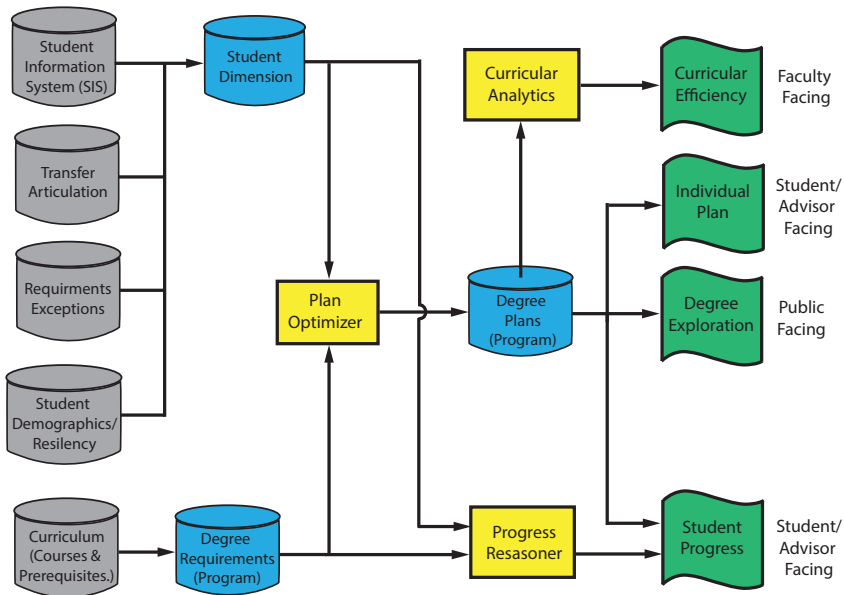 Student
Information
System (SIS)
Student
Dimension
Curricular
Analytics
Curricular
Efficiency
Faculty
Facing
Transfer
Articulation
Individual
Plan
Student/
Advisor
Facing
Requirments
Exceptions
Plan
Optimizer
Degree
Plans
(Program)
Degree
Exploration
Public
Facing
Student
Demographics/
Resilency
Curriculum
(Courses &
Prerequisites.)
Degree
Requirements
(Program)
Progress
Resasoner
Student
Progress
Student/
Advisor
Facing